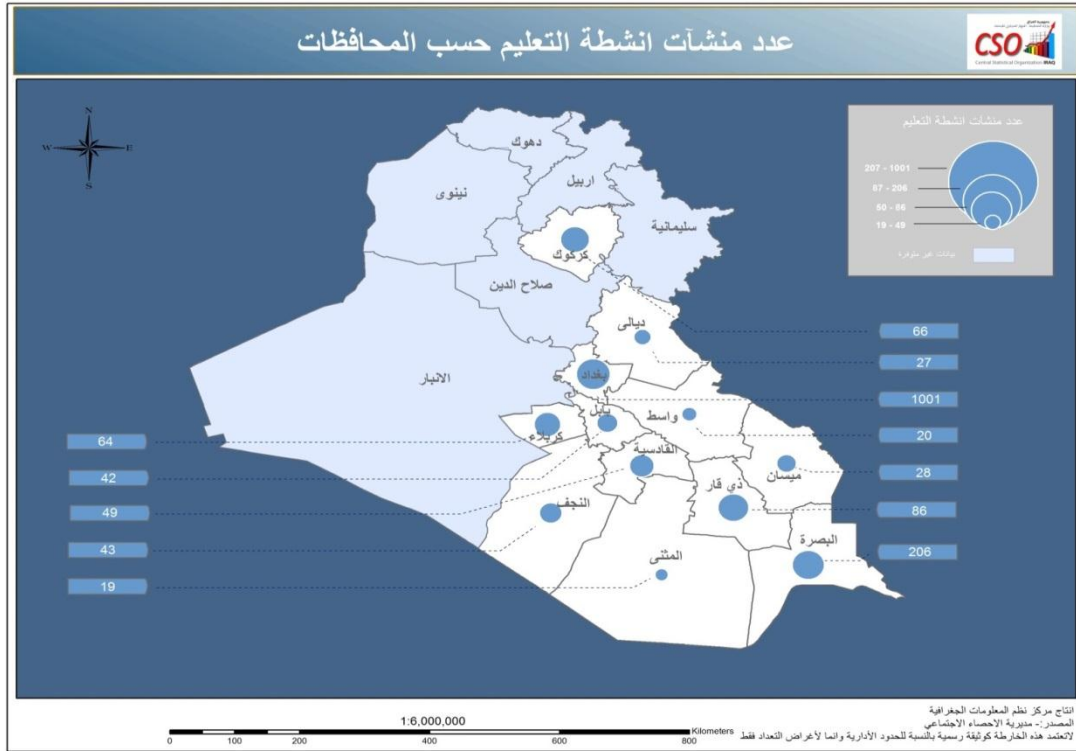 عدد منشآت انشطة التعليم حسب المحافظات
CSO
Central Statistical Organization IRAQ
N
W
E
S
عدد منشآت انشطة التعليم
207 - 1001
67 - 206
50 - 66
19 - 49
بيانات غير متوفرة
دهوك
نينوى
اربيل
سليمانية
كركوك
صلاح الدين
ديالى
الانبار
بغداد
واسط
بابل
كربلاء
القادسية
ميسان
ذي قار
النجف
البصرة
المثنى
66
27
1001
20
28
86
206
64
42
49
43
19
1:6,000,000
0 100 200 400 600 800 Kilometers
انتاج مركز نظم المعلومات الجغرافية
المصدر:- مديرية الاحصاء الاجتماعي
لاتعتمد هذه الخارطة كوثيقة رسمية بالنسبة للحدود الأدارية وانما لأغراض التعداد فقط